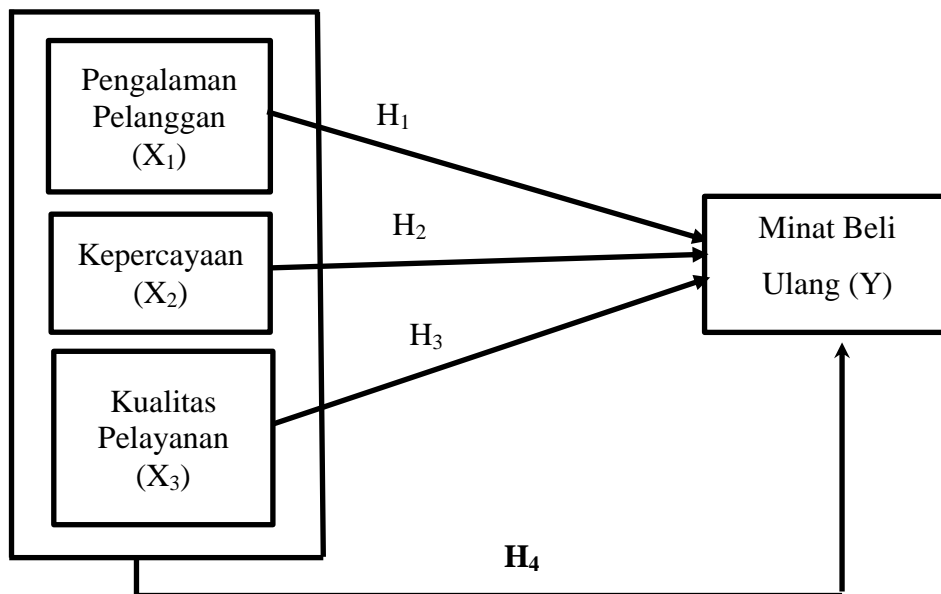 Pengalaman
Pelanggan
(X₁)
H₁
Kepercayaan
(X₂)
H₂
Minat Beli
Ulang (Y)
H₃
Kualitas
Pelayanan
(X₃)
H₄